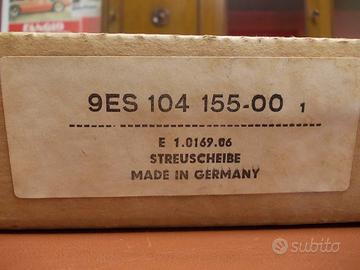 9ES 104 155-00 1
E 1.0169.06
STREUSCHEIBE
MADE IN GERMANY
subito